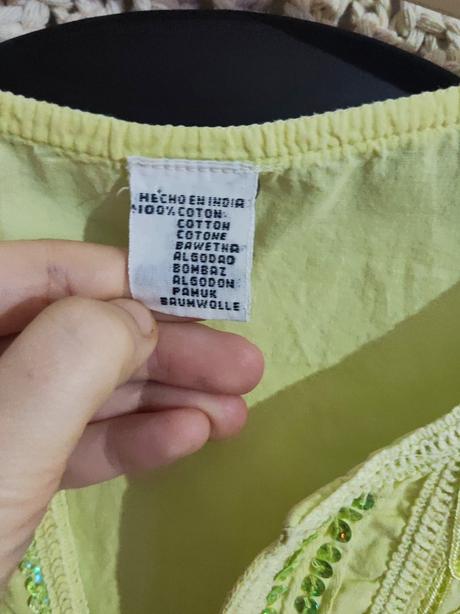 HECHO EN INDIA
100% COTON
COTTON
COTONE
BAWETNA
ALGODAO
BOMBAZ
ALGODON
PAMUK
BAUMWOLLE